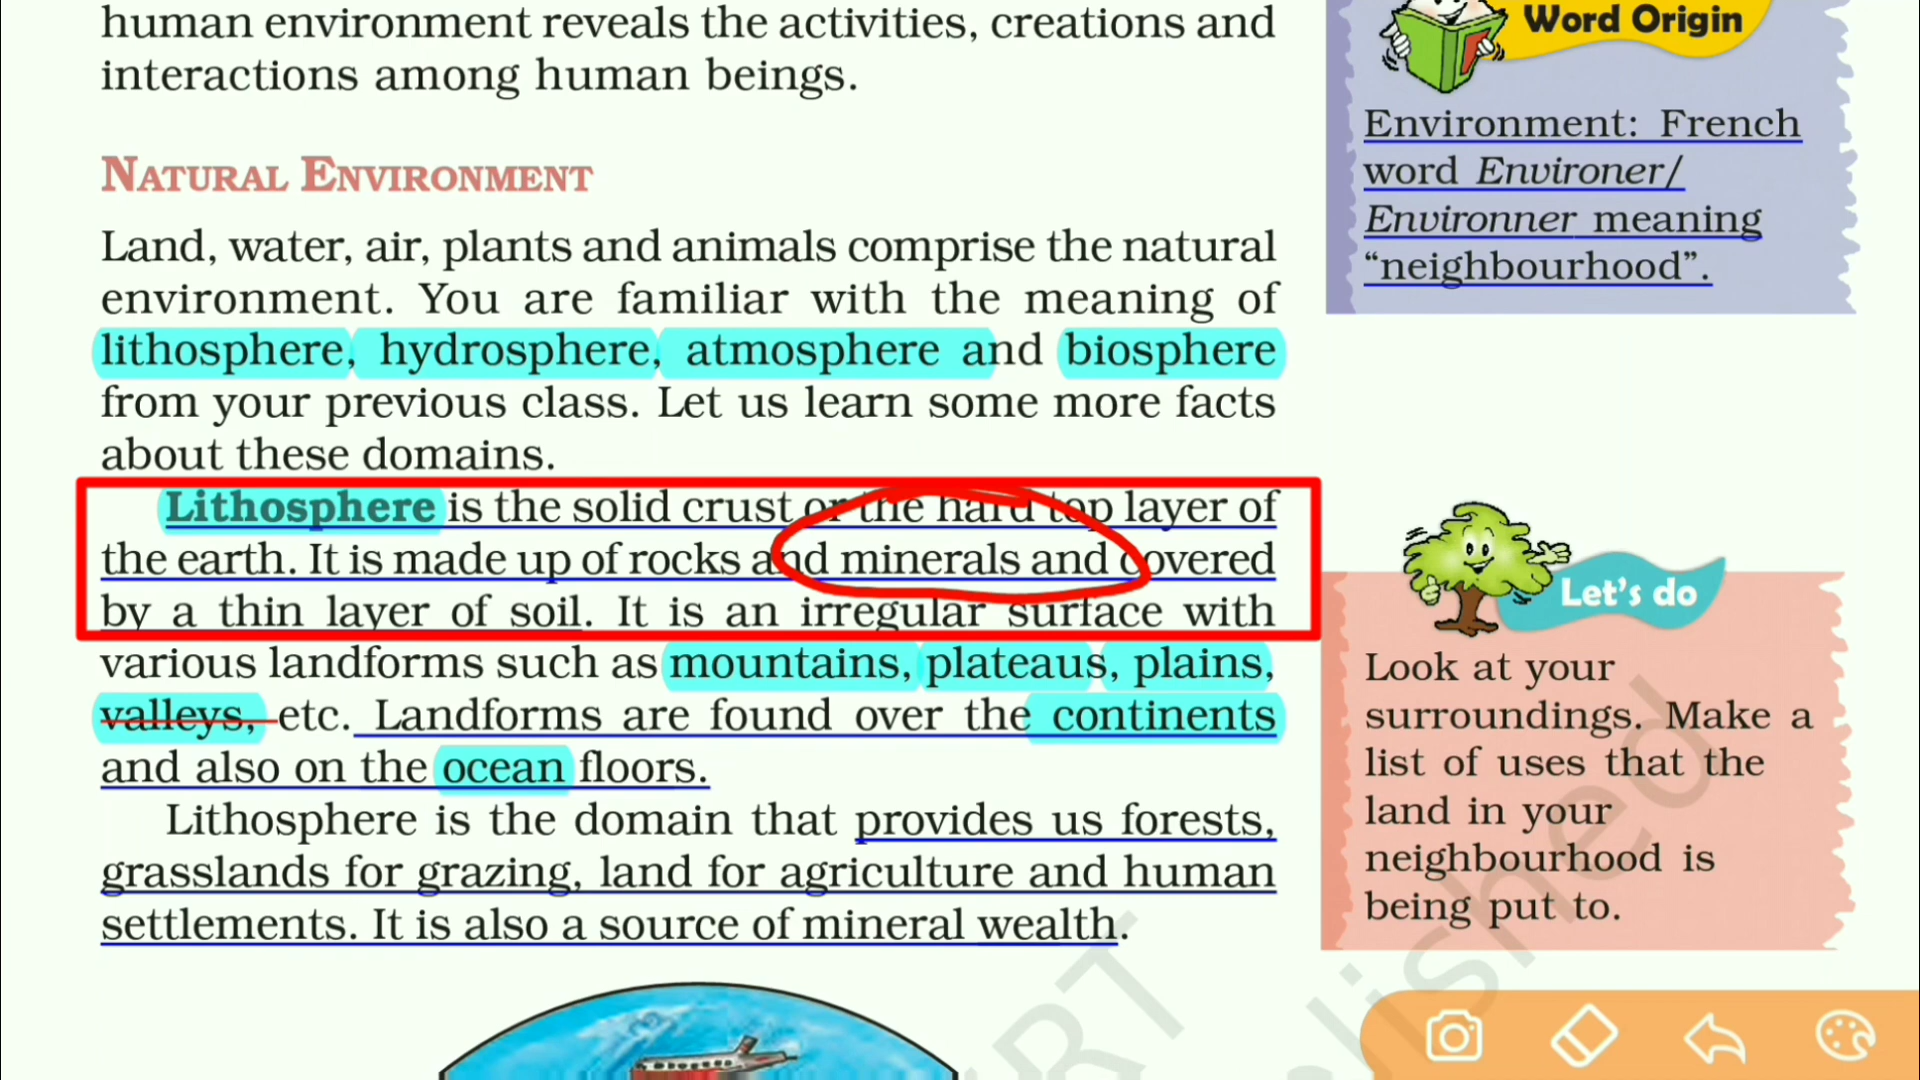 human environment reveals the activities, creations and
interactions among human beings.
NATURAL ENVIRONMENT
Land, water, air, plants and animals comprise the natural
environment. You are familiar with the meaning of
lithosphere, hydrosphere, atmosphere and biosphere
from your previous class. Let us learn some more facts
about these domains.
Lithosphere is the solid crust or the hard top layer of
the earth. It is made up of rocks and minerals and covered
by a thin layer of soil. It is an irregular surface with
various landforms such as mountains, plateaus, plains,
valleys, etc. Landforms are found over the continents
and also on the ocean floors.
Lithosphere is the domain that provides us forests,
grasslands for grazing, land for agriculture and human
settlements. It is also a source of mineral wealth.
Word Origin
Environment: French
word Environer/
Environner meaning
“neighbourhood”.
Let’s do
Look at your
surroundings. Make a
list of uses that the
land in your
neighbourhood is
being put to.